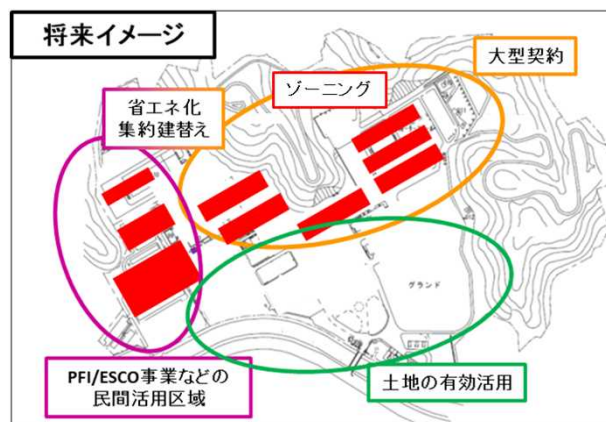 将来イメージ
大型契約
ゾーニング
省エネ化
集約建替え
グランド
PFI/ESCO事業などの
民間活用区域
土地の有効活用